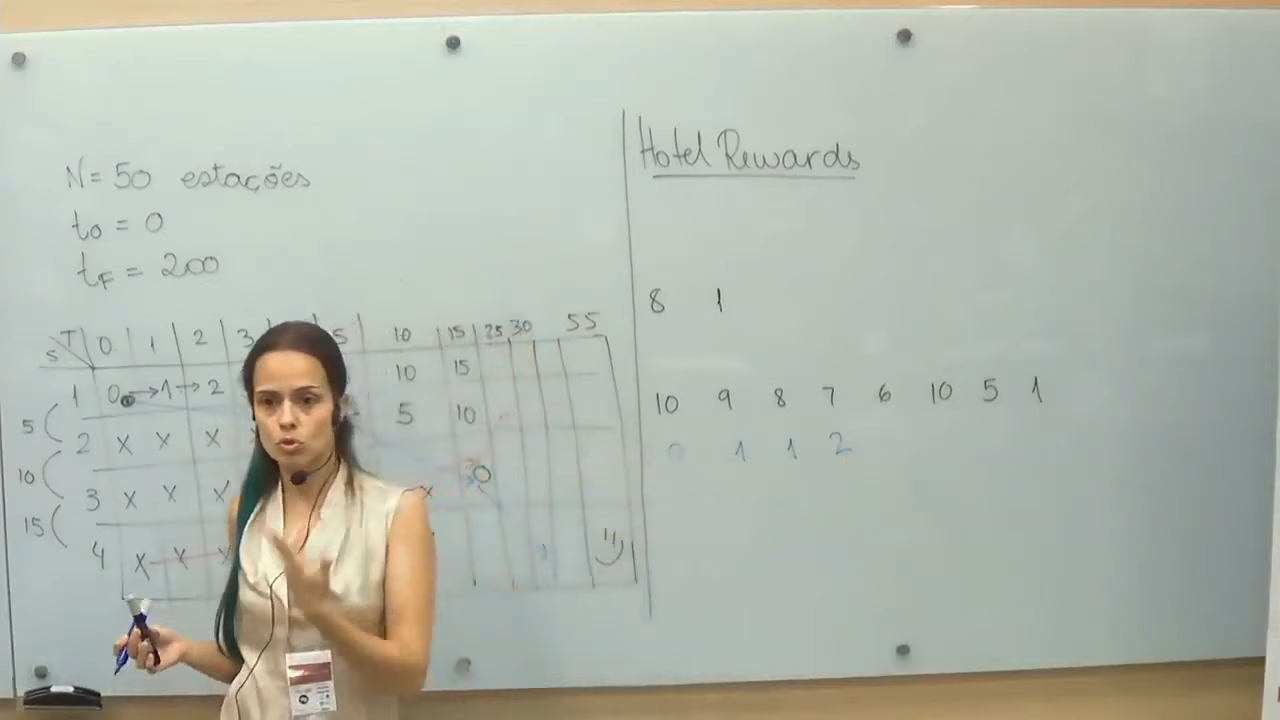 N = 50 estações
t0 = 0
tF = 200
T 0 1 2 3 5 10 15 25 30 55
S
1 0 → 1 → 2 10 15
5 ( 5 10
2 X X X
10 ( 0
3 X X X X
15 (
4 X X X
Hotel Rewards
8 1
10 9 8 7 6 10 5 1
0 1 1 2